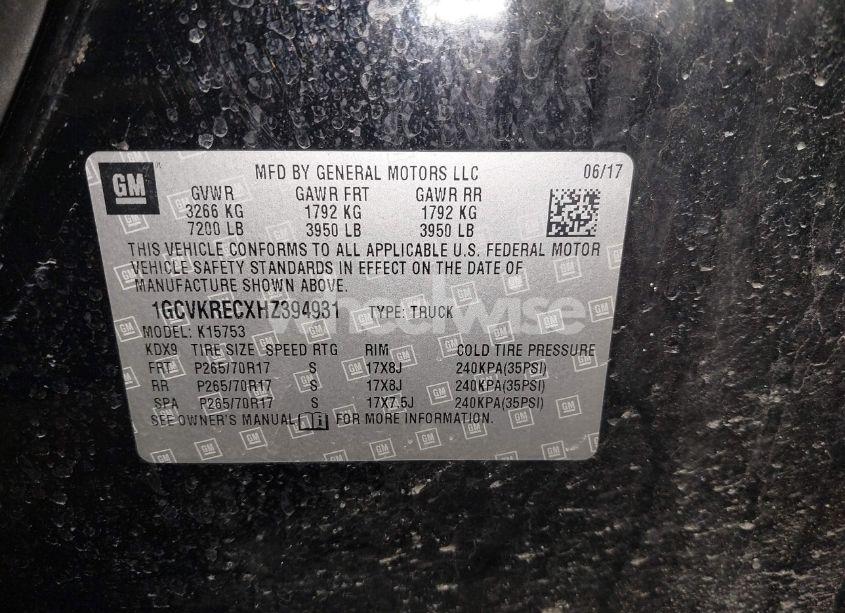 GM
MFD BY GENERAL MOTORS LLC 06/17
GVWR GAWR FRT GAWR RR
3266 KG 1792 KG 1792 KG
7200 LB 3950 LB 3950 LB
THIS VEHICLE CONFORMS TO ALL APPLICABLE U.S. FEDERAL MOTOR
VEHICLE SAFETY STANDARDS IN EFFECT ON THE DATE OF
MANUFACTURE SHOWN ABOVE.
1GCVKRECXHZ394931 TYPE: TRUCK
MODEL: K15753
KDX9 TIRE SIZE SPEED RTG RIM COLD TIRE PRESSURE
FRT P265/70R17 S 17X8J 240KPA(35PSI)
RR P265/70R17 S 17X8J 240KPA(35PSI)
SPA P265/70R17 S 17X7.5J 240KPA(35PSI)
SEE OWNER'S MANUAL FOR MORE INFORMATION.